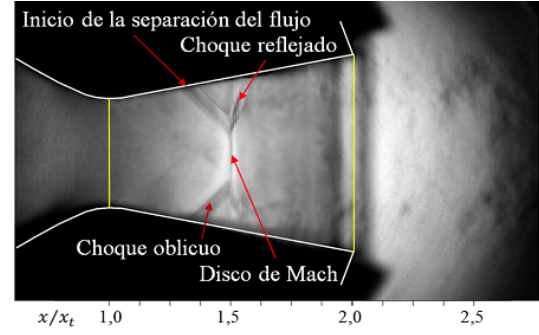 Inicio de la separación del flujo
Choque reflejado
Choque oblicuo
Disco de Mach
x/xₜ 1,0 1,5 2,0 2,5